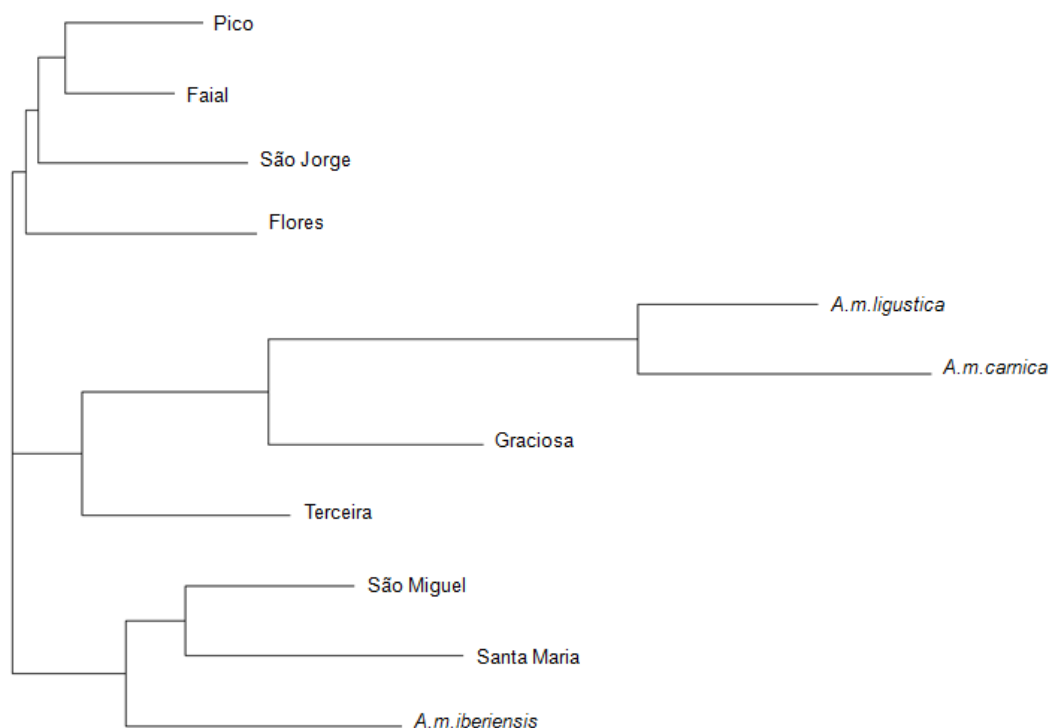 Pico
Faial
São Jorge
Flores
A.m.ligustica
A.m.carnica
Graciosa
Terceira
São Miguel
Santa Maria
A.m.iberiensis